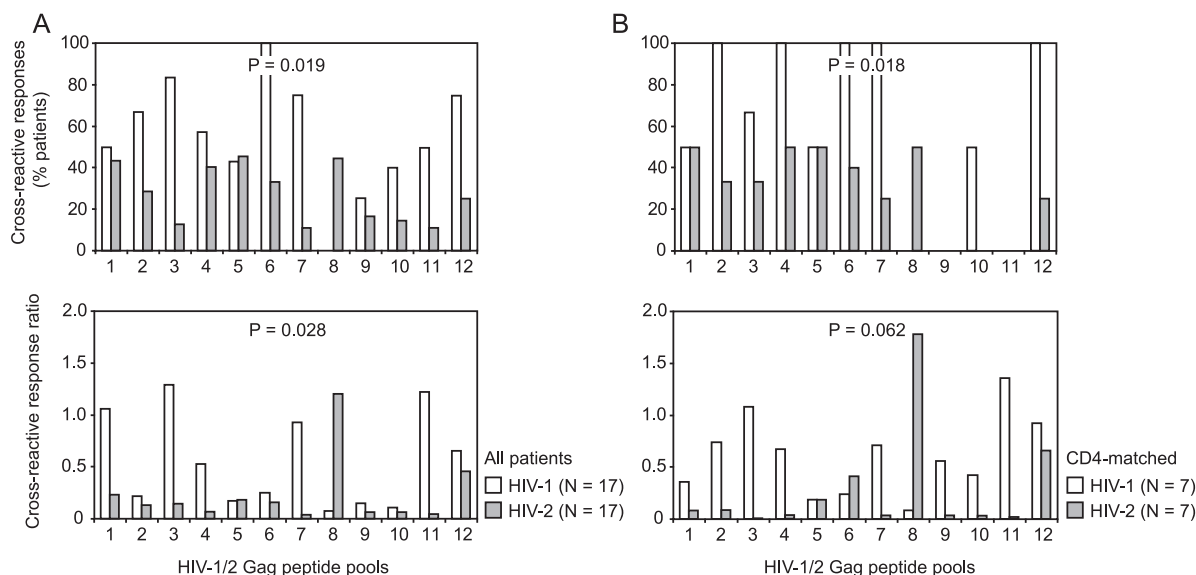 A
Cross-reactive responses
(% patients)
100
80
60
40
20
0
P = 0.019
1 2 3 4 5 6 7 8 9 10 11 12
B
100
80
60
40
20
0
P = 0.018
1 2 3 4 5 6 7 8 9 10 11 12
Cross-reactive response ratio
2.0
1.5
1.0
0.5
0
P = 0.028
1 2 3 4 5 6 7 8 9 10 11 12
HIV-1/2 Gag peptide pools
All patients
HIV-1 (N = 17)
HIV-2 (N = 17)
2.0
1.5
1.0
0.5
0
P = 0.062
1 2 3 4 5 6 7 8 9 10 11 12
HIV-1/2 Gag peptide pools
CD4-matched
HIV-1 (N = 7)
HIV-2 (N = 7)